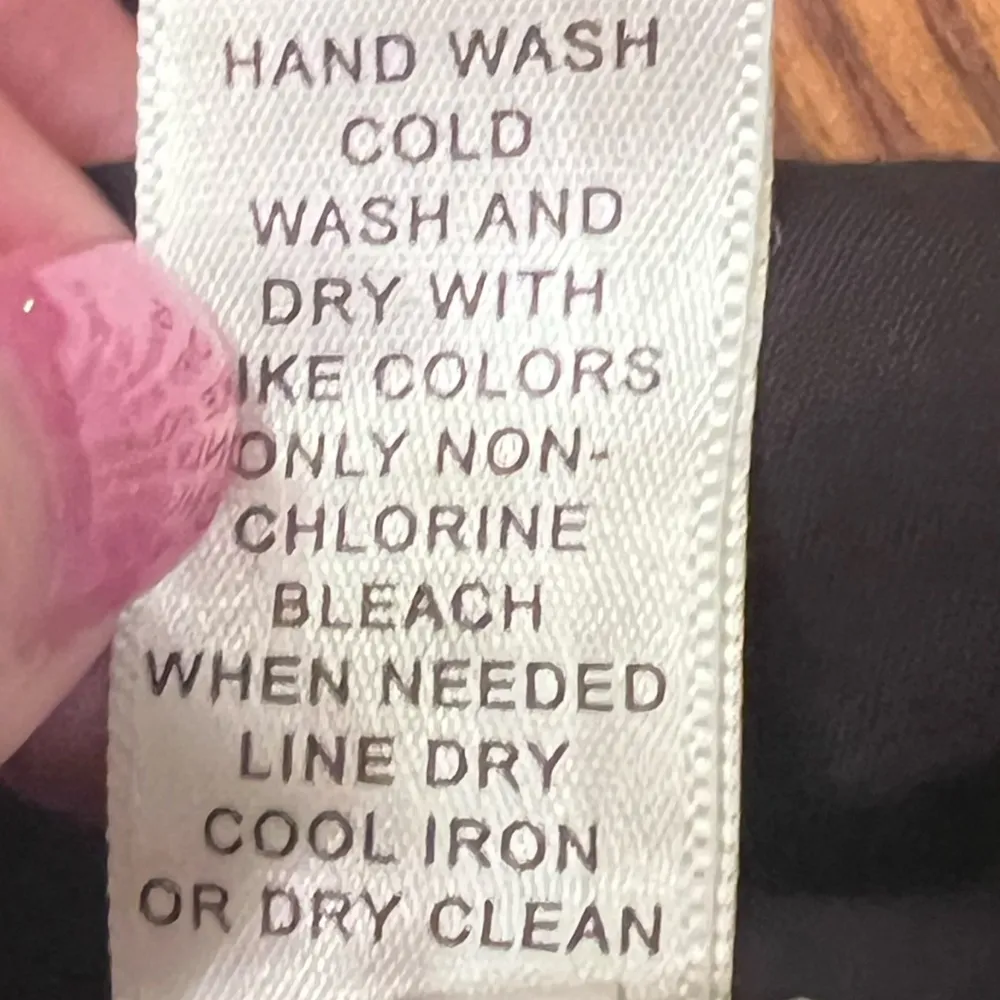 HAND WASH
COLD
WASH AND
DRY WITH
IKE COLORS
ONLY NON-
CHLORINE
BLEACH
WHEN NEEDED
LINE DRY
COOL IRON
OR DRY CLEAN